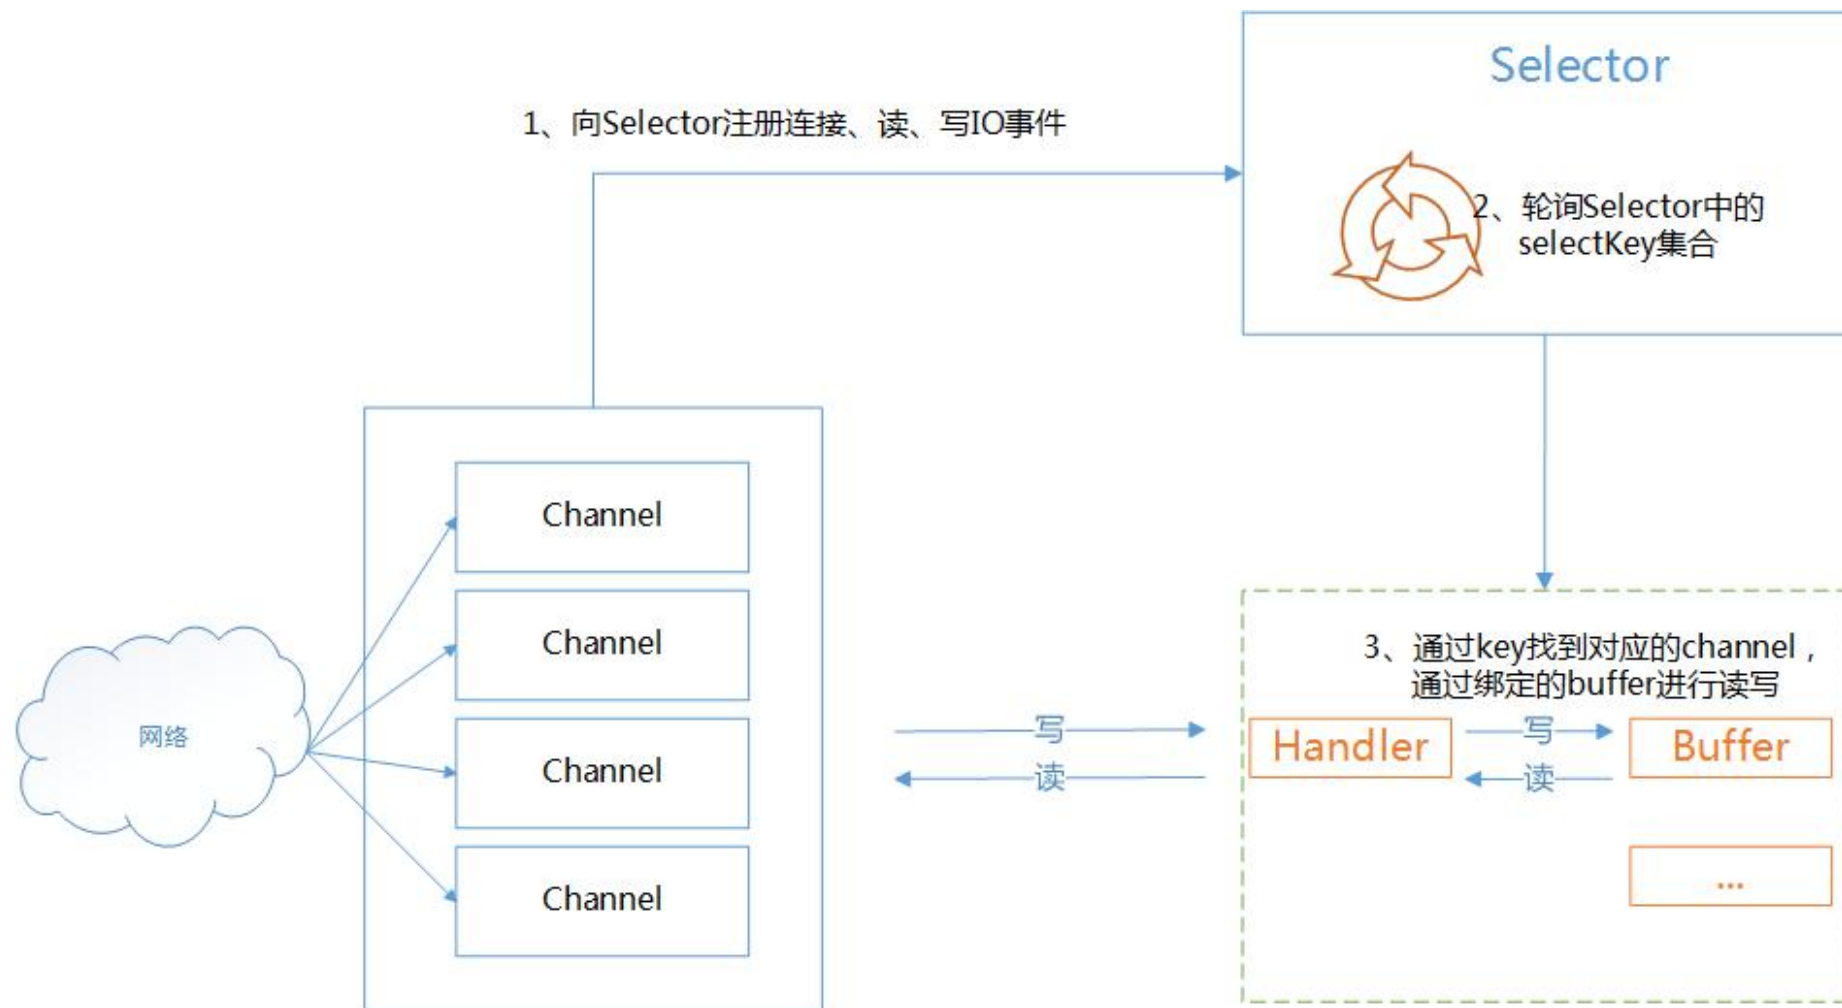 Selector
1、向Selector注册连接、读、写IO事件
2、轮询Selector中的
selectKey集合
Channel
Channel
Channel
Channel
网络
3、通过key找到对应的channel，
通过绑定的buffer进行读写
写
读
Handler
写
读
Buffer
...